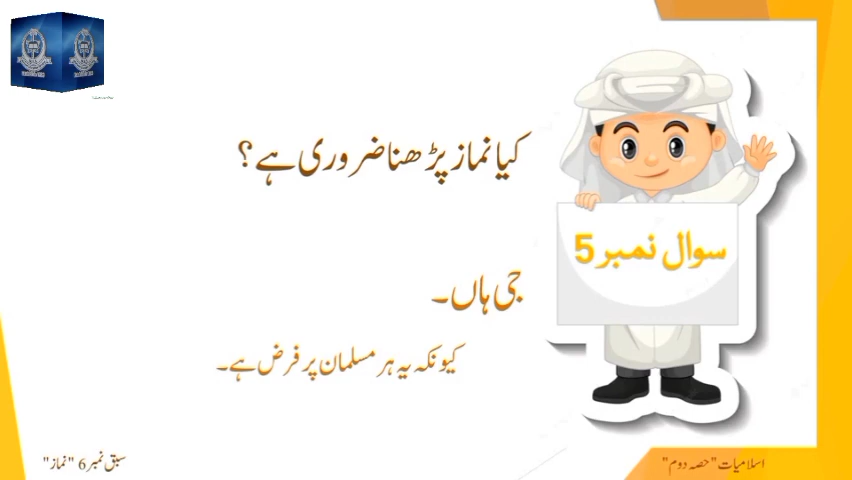 کیا نماز پڑھنا ضروری ہے؟
سوال نمبر 5
جی ہاں۔
کیونکہ یہ ہر مسلمان پر فرض ہے۔
اسلامیات "حصہ دوم"
سبق نمبر 6 "نماز"